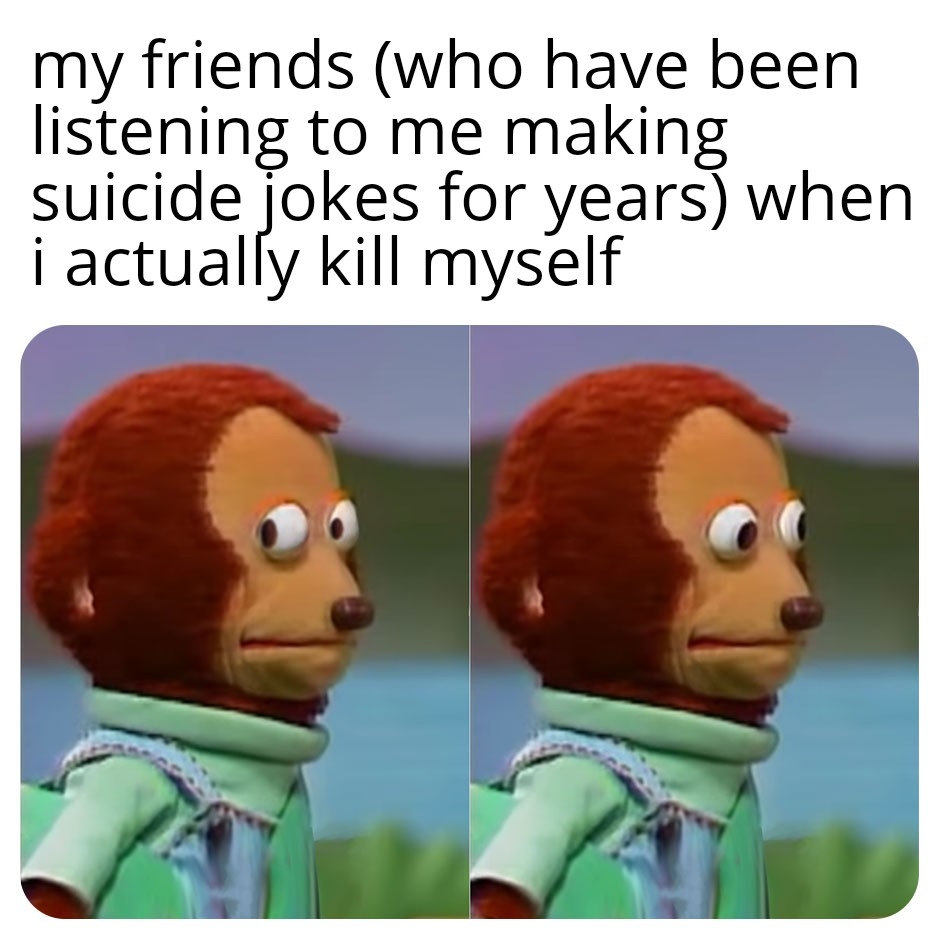 my friends (who have been
listening to me making
suicide jokes for years) when
i actually kill myself